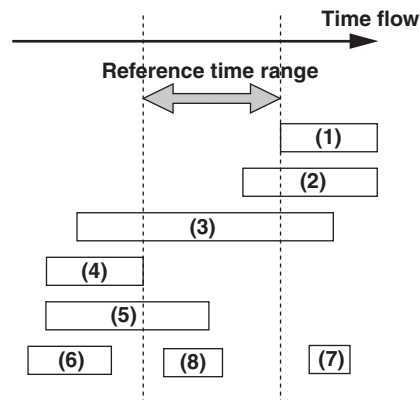 Time flow
Reference time range
(1)
(2)
(3)
(4)
(5)
(6) (8) (7)